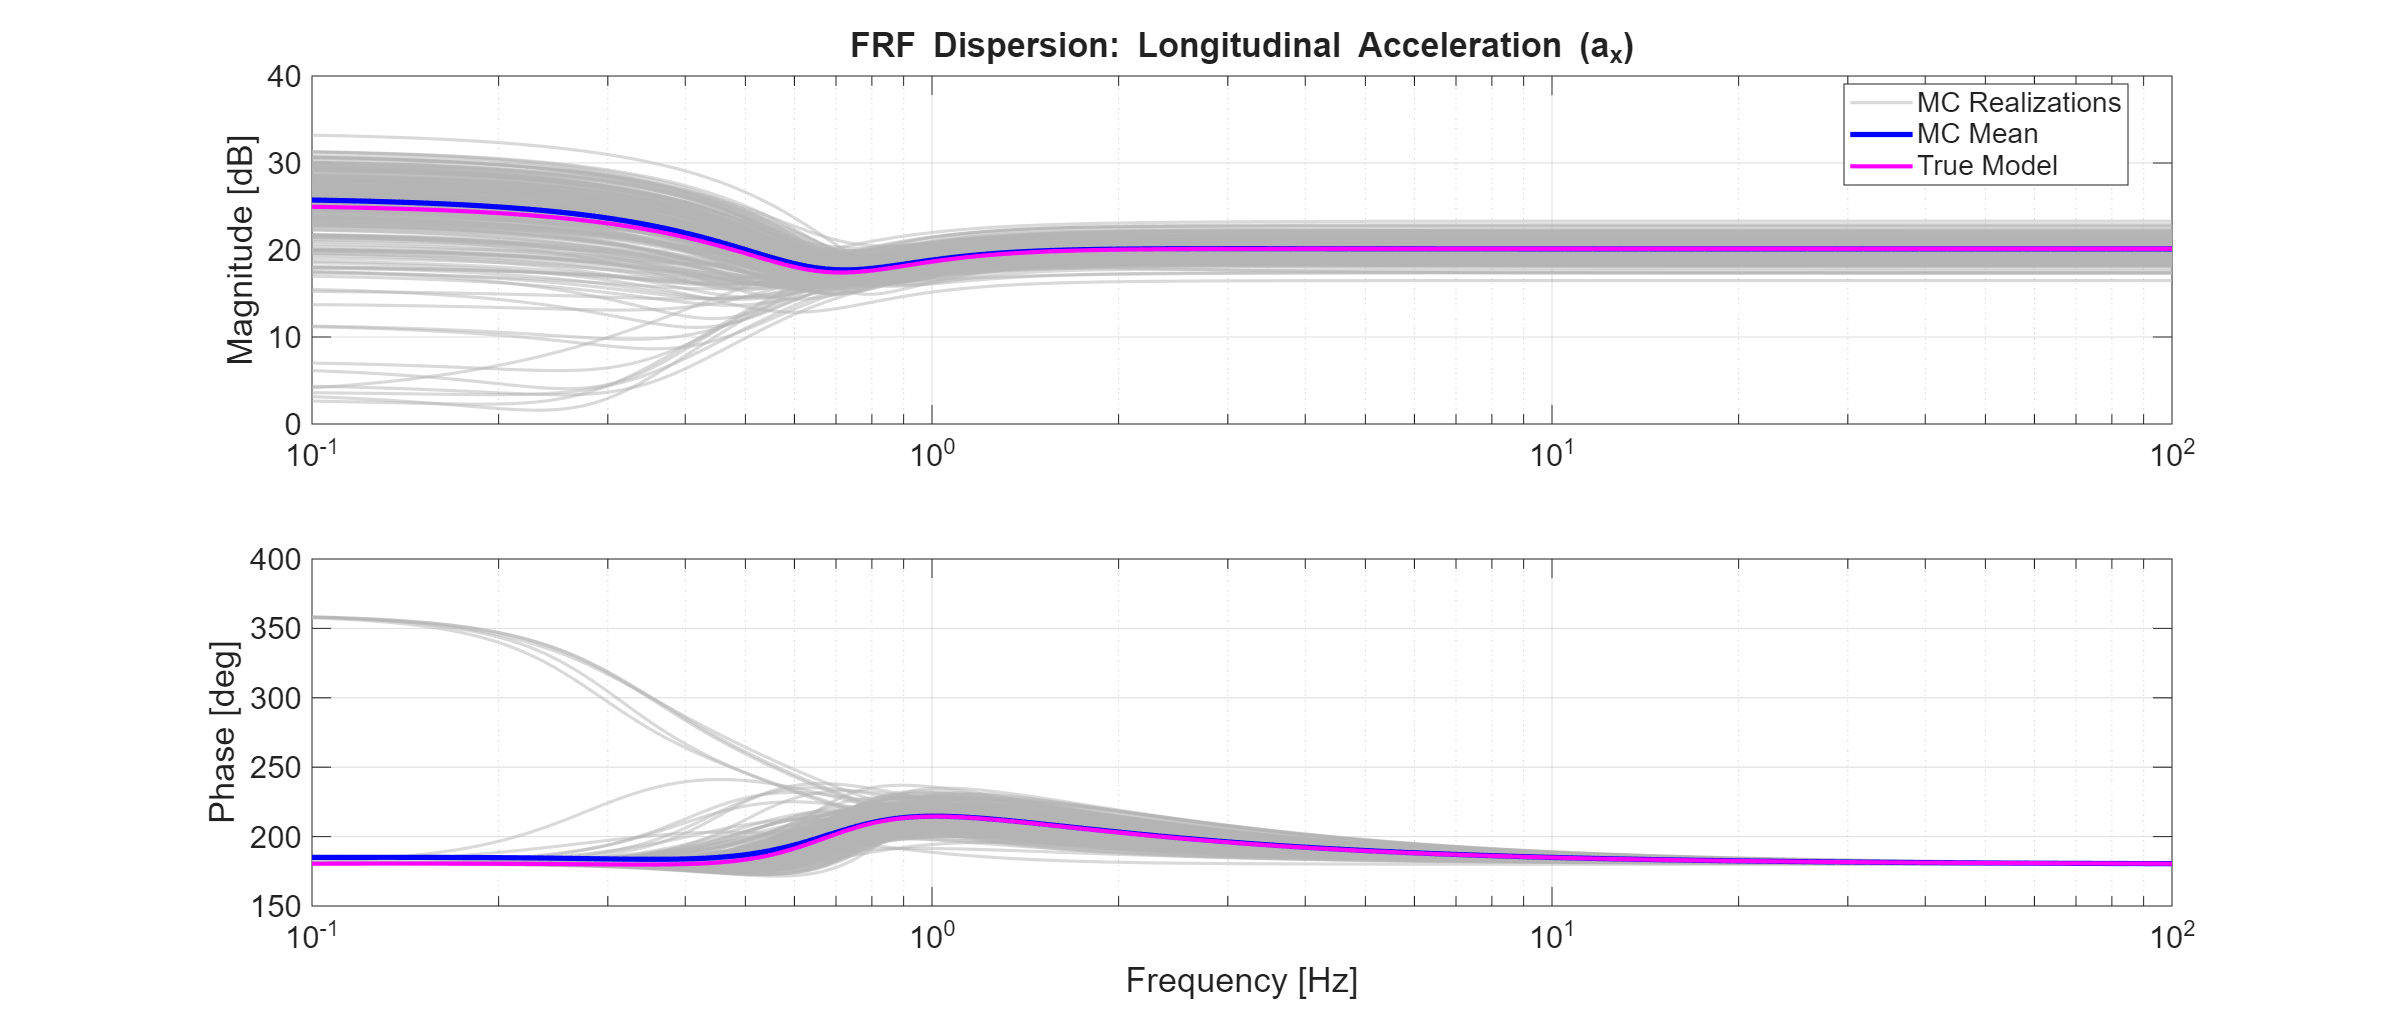 FRF Dispersion: Longitudinal Acceleration (aₓ)
Magnitude [dB]
40
30
20
10
0
10⁻¹ 10⁰ 10¹ 10²
MC Realizations
MC Mean
True Model
Phase [deg]
400
350
300
250
200
150
10⁻¹ 10⁰ 10¹ 10²
Frequency [Hz]